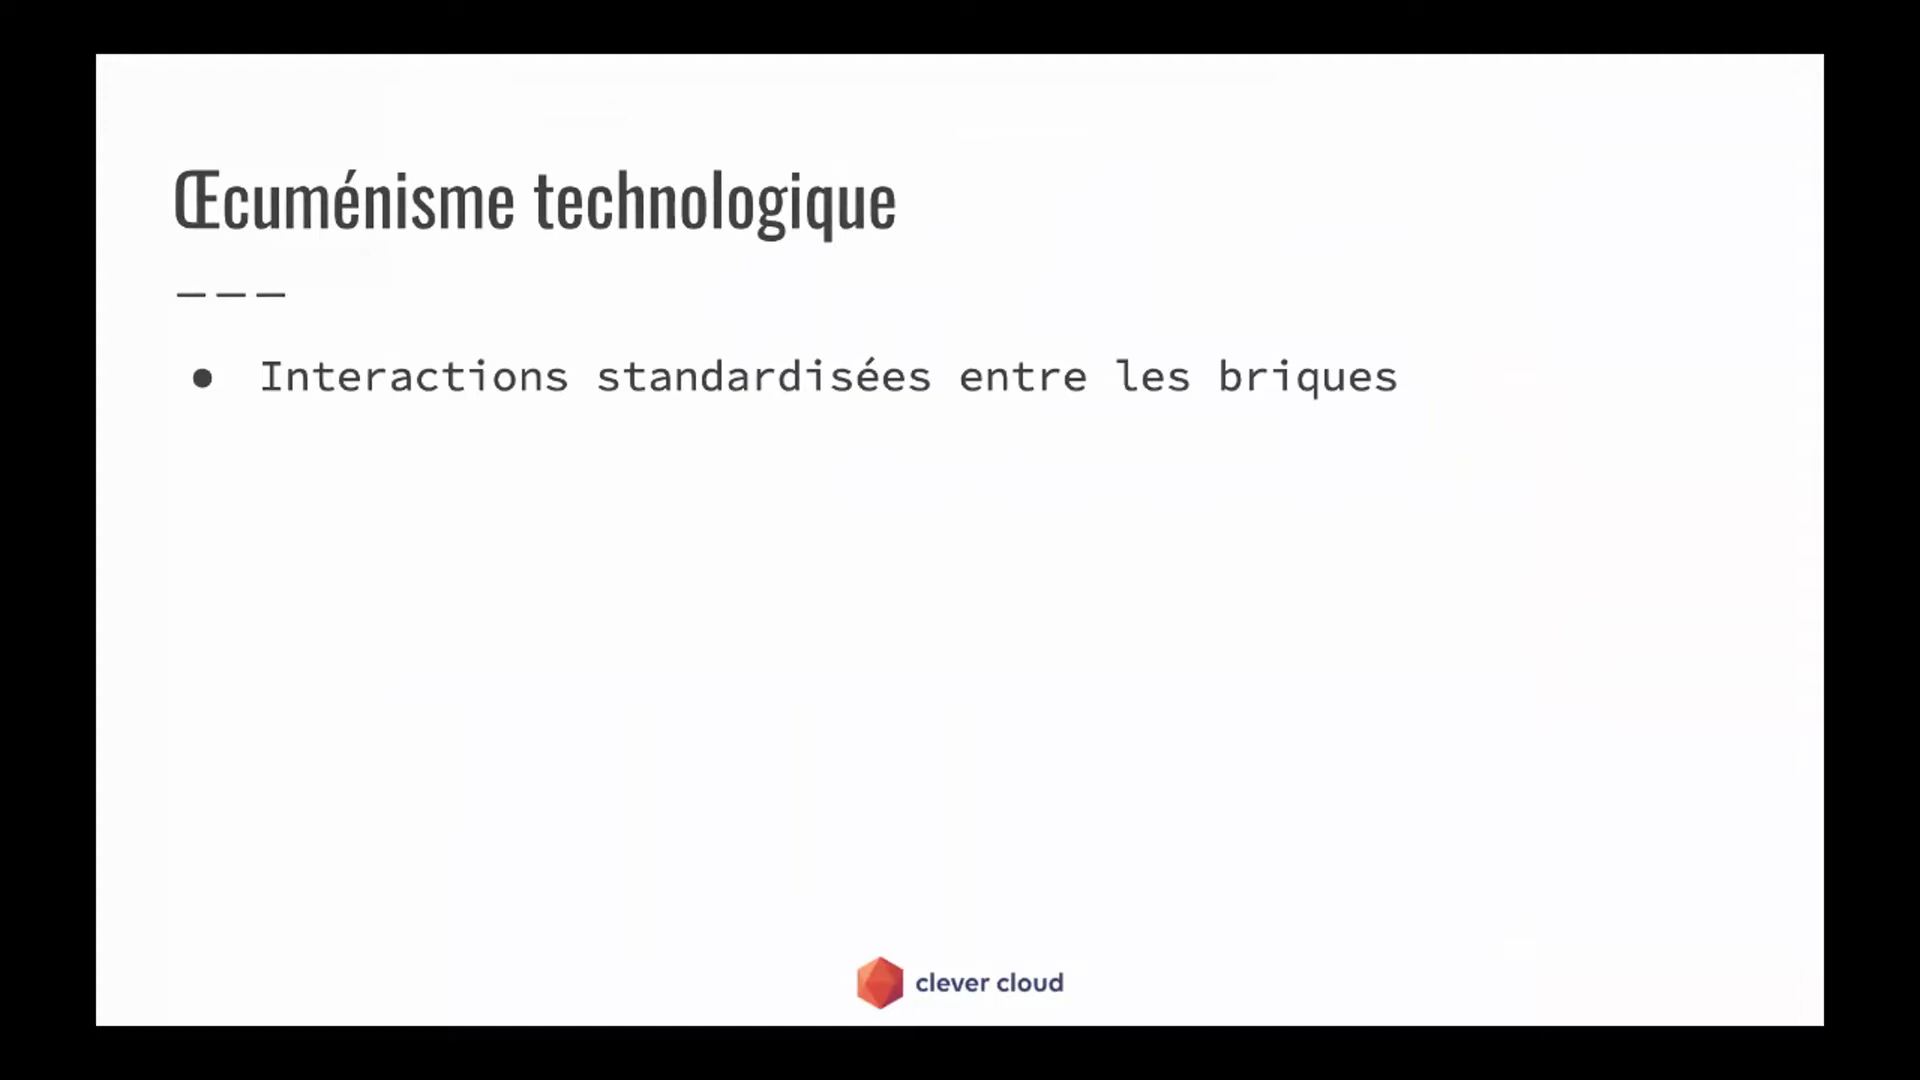 Œcuménisme technologique
———
● Interactions standardisées entre les briques
clever cloud